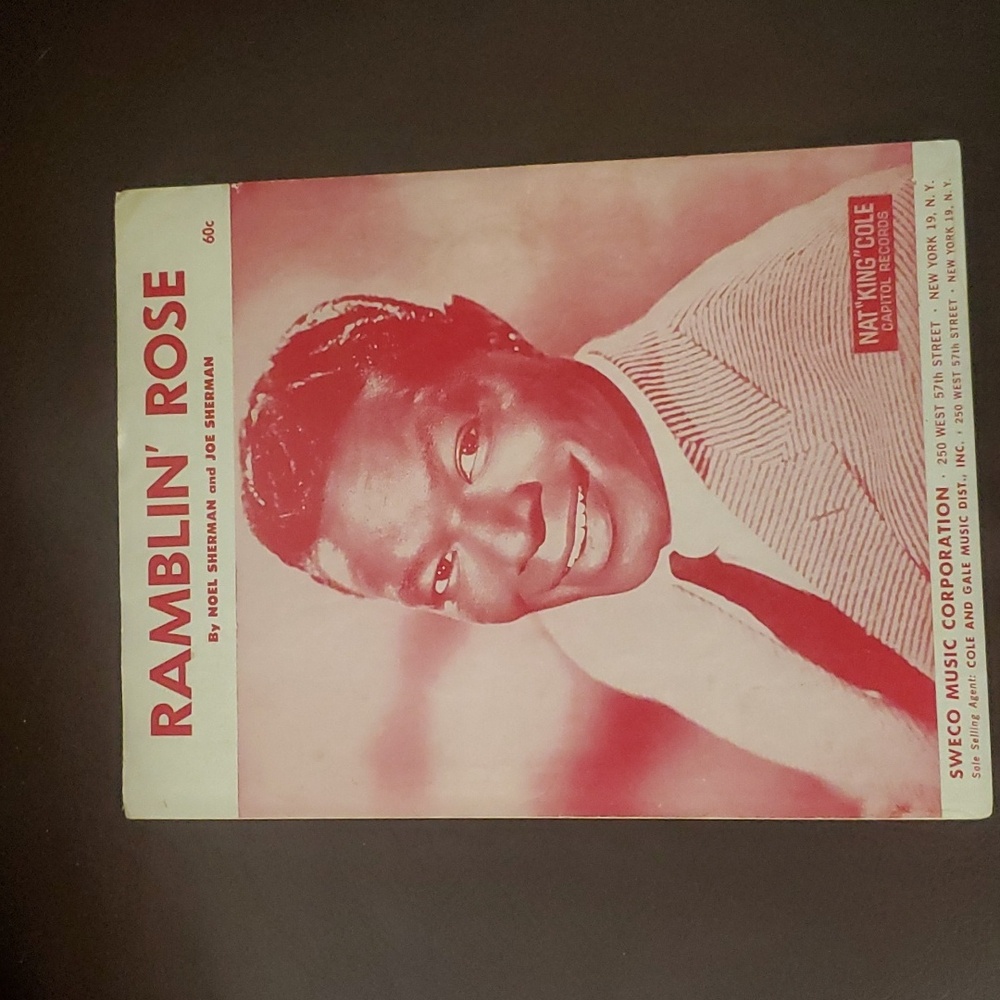 RAMBLIN' ROSE
60c
By NOEL SHERMAN and JOE SHERMAN
NAT "KING" COLE
CAPITOL RECORDS
SWECO MUSIC CORPORATION · 250 WEST 57th STREET · NEW YORK 19, N.Y.
Sole Selling Agent: COLE AND GALE MUSIC DIST., INC. · 250 WEST 57th STREET · NEW YORK 19, N.Y.